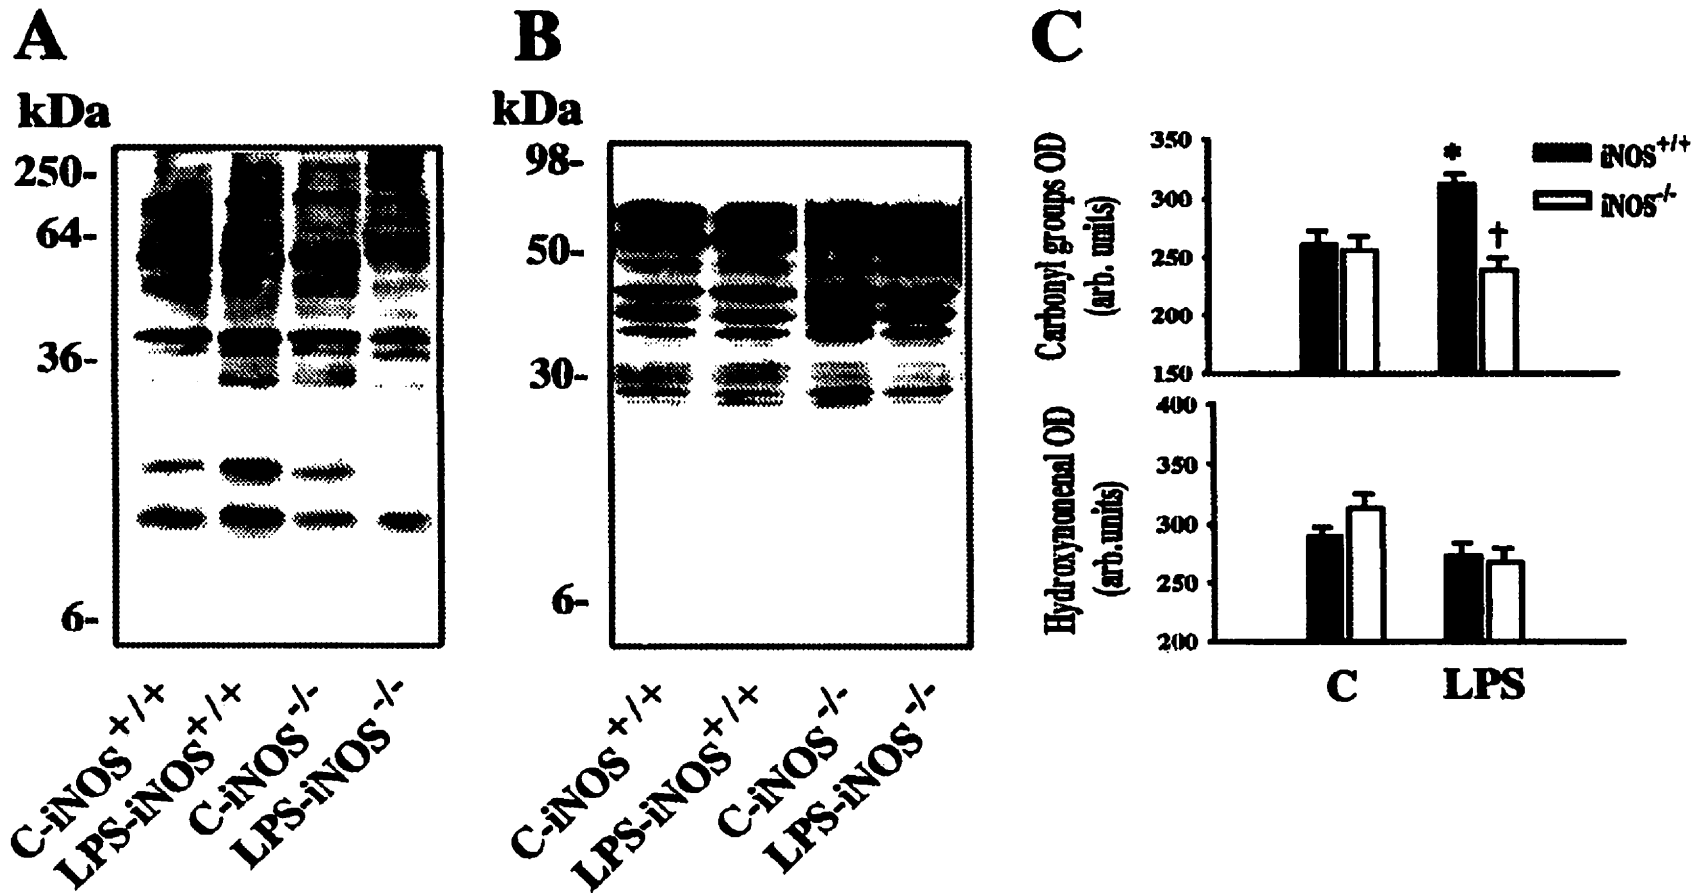 A
kDa
250-
64-
36-
6-
C-iNOS+/+
LPS-iNOS+/+
C-iNOS-/-
LPS-iNOS-/-
B
kDa
98-
50-
30-
6-
C-iNOS+/+
LPS-iNOS+/+
C-iNOS-/-
LPS-iNOS-/-
C
Carbonyl groups OD
(arb. units)
350
300
250
200
150
*
†
iNOS+/+
iNOS-/-
Hydroxynonenal OD
(arb.units)
400
350
300
250
200
C
LPS